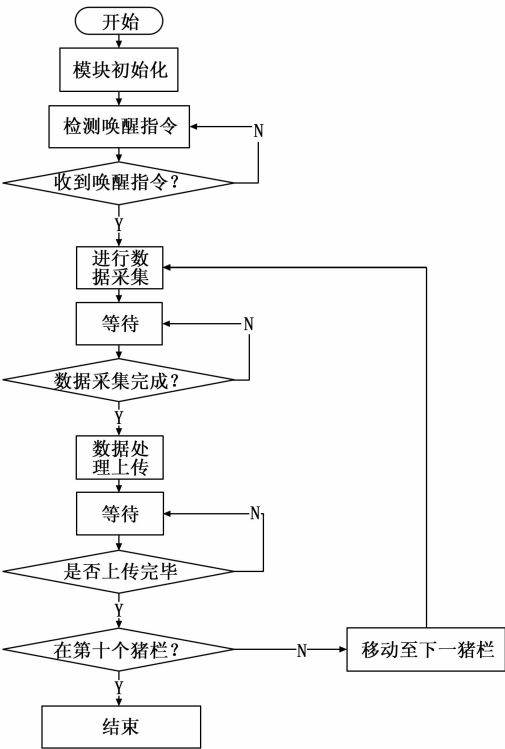 开始
模块初始化
检测唤醒指令
N
收到唤醒指令？
Y
进行数
据采集
等待
N
数据采集完成？
Y
数据处
理上传
等待
N
是否上传完毕
Y
在第十个猪栏？
N
移动至下一猪栏
Y
结束